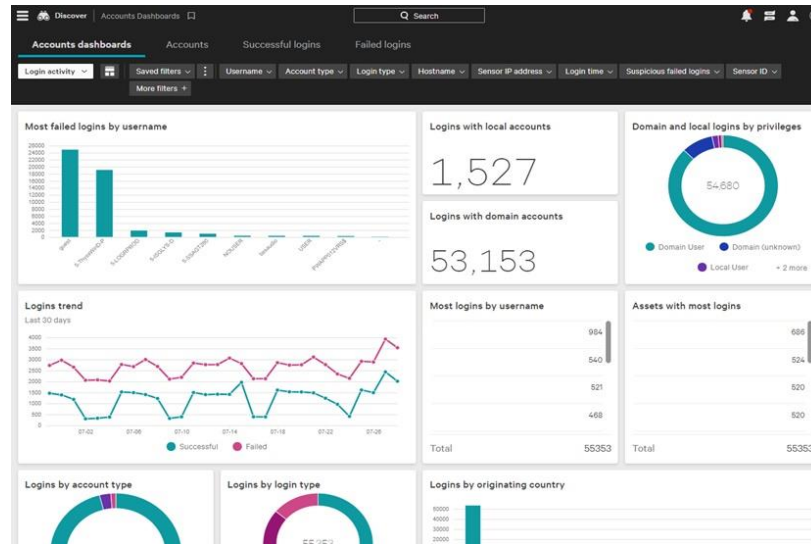 Discover Accounts Dashboards Search
Accounts dashboards Accounts Successful logins Failed logins
Login activity Saved filters Username Account type Login type Hostname Sensor IP address Login time Suspicious failed logins Sensor ID
More filters +
Most failed logins by username
26000
22000
20000
18000
16000
14000
12000
10000
8000
6000
4000
2000
0
guest
NOUSER
USER
-
Logins with local accounts
1,527
Logins with domain accounts
53,153
Domain and local logins by privileges
54,680
Domain User Domain (unknown)
Local User + 2 more
Logins trend
Last 30 days
4000
3500
3000
2500
2000
1500
1000
500
0
07-02 07-06 07-10 07-14 07-18 07-22 07-26
Successful Failed
Most logins by username
984
540
521
468
Total 55353
Assets with most logins
686
524
520
520
Total 55353
Logins by account type
Logins by login type
55,353
Logins by originating country
50000
40000
30000
20000